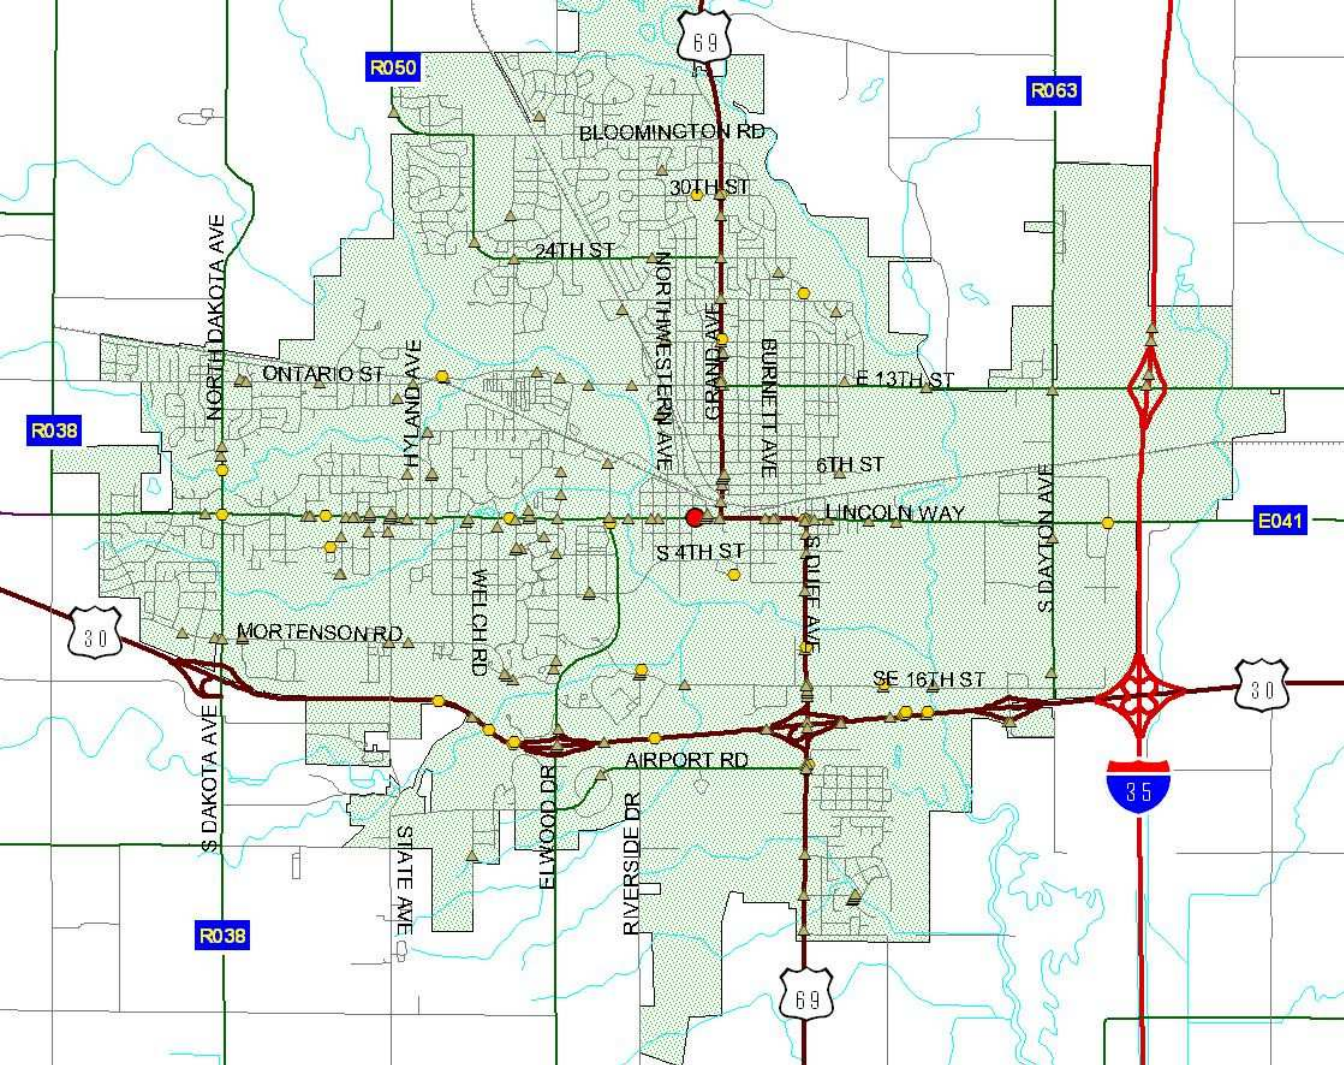 69
R050
R063
BLOOMINGTON RD
30TH ST
24TH ST
NORTH DAKOTA AVE
NORTHWESTERN AVE
GRAND AVE
BURNETT AVE
HYLAND AVE
ONTARIO ST
E 13TH ST
R038
6TH ST
S DAYTON AVE
LINCOLN WAY
E041
S 4TH ST
S DUFF AVE
WELCH RD
30
MORTENSON RD
SE 16TH ST
30
S DAKOTA AVE
AIRPORT RD
35
ELWOOD DR
RIVERSIDE DR
STATE AVE
R038
69